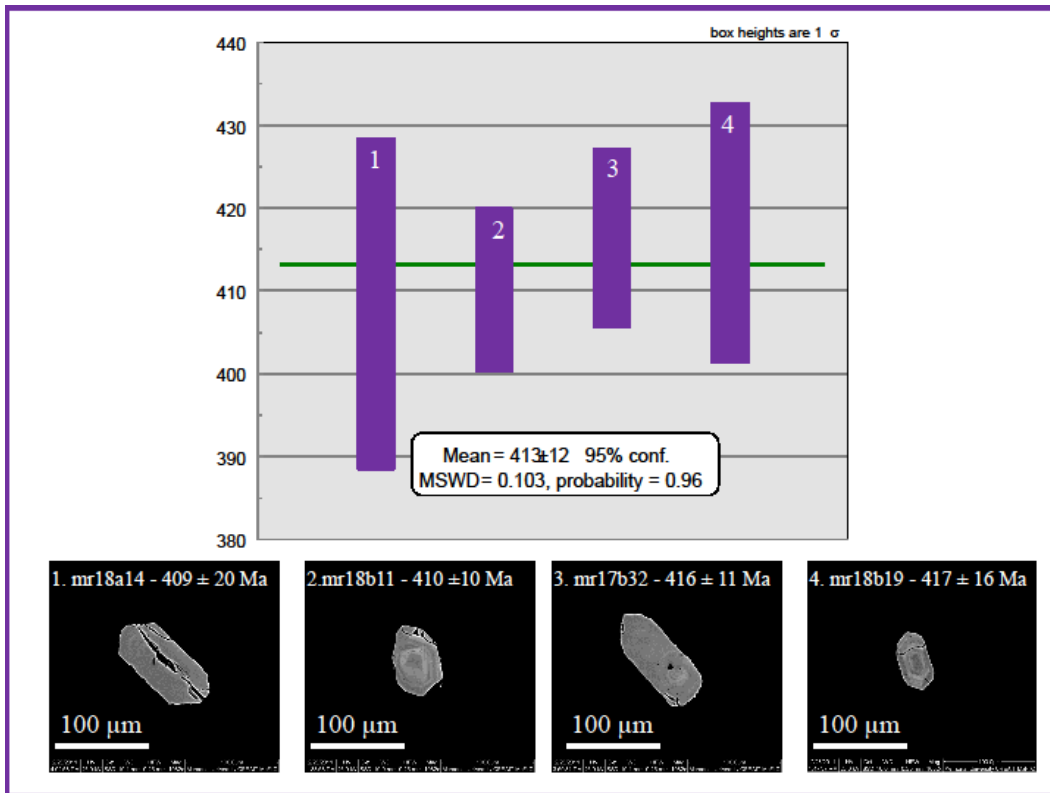 box heights are 1 σ
440
430
420
410
400
390
380
1
2
3
4
Mean = 413±12 95% conf.
MSWD= 0.103, probability = 0.96
1. mr18a14 - 409 ± 20 Ma
2.mr18b11 - 410 ±10 Ma
3. mr17b32 - 416 ± 11 Ma
4. mr18b19 - 417 ± 16 Ma
100 µm
100 µm
100 µm
100 µm